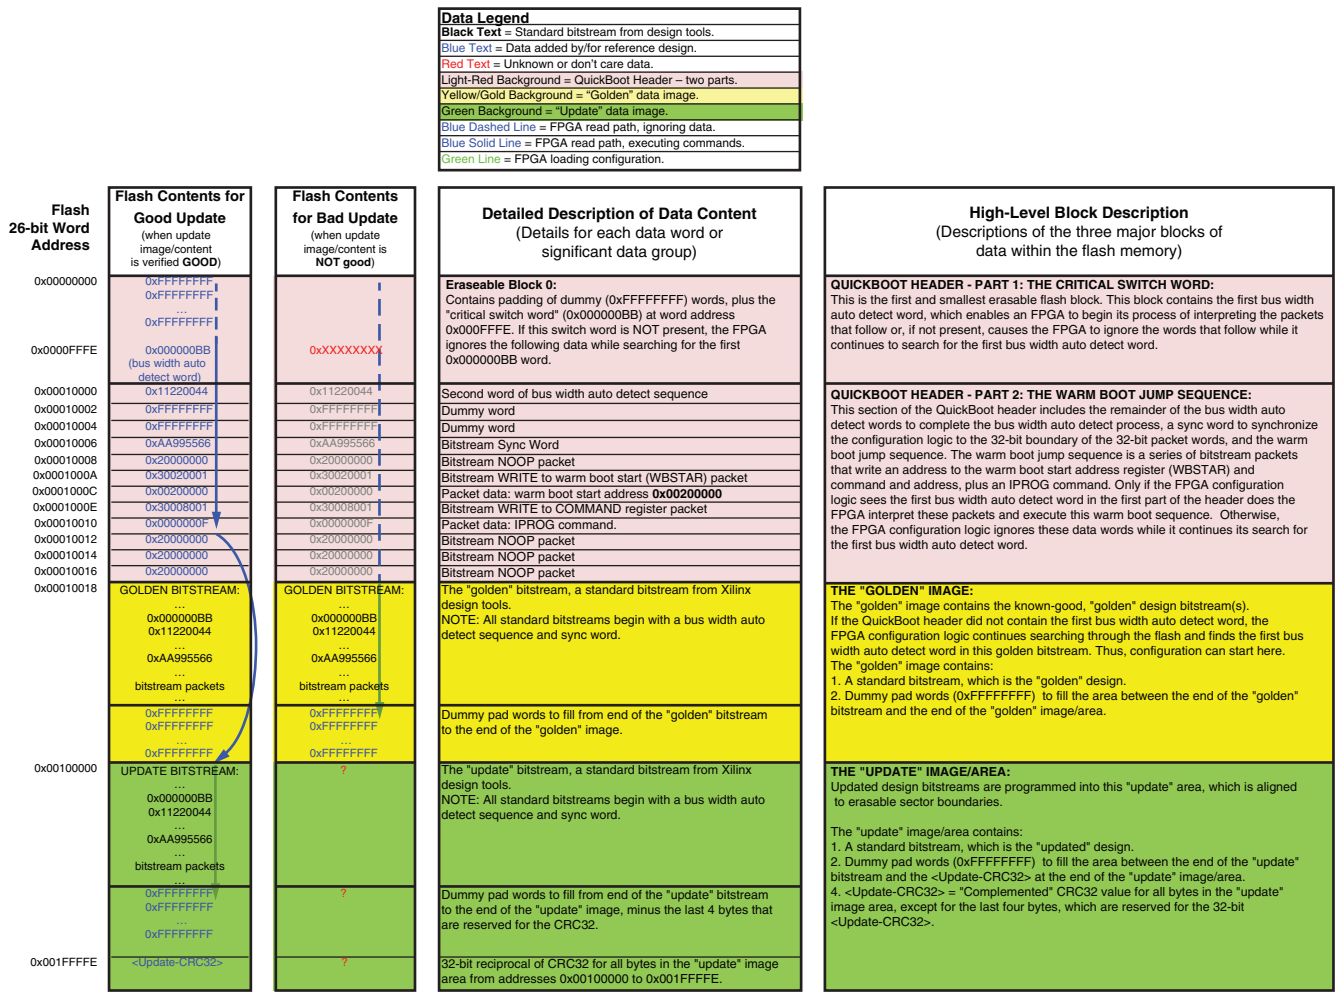 Data Legend
Black Text = Standard bitstream from design tools.
Blue Text = Data added by/for reference design.
Red Text = Unknown or don't care data.
Light-Red Background = QuickBoot Header – two parts.
Yellow/Gold Background = “Golden” data image.
Green Background = “Update” data image.
Blue Dashed Line = FPGA read path, ignoring data.
Blue Solid Line = FPGA read path, executing commands.
Green Line = FPGA loading configuration.
Flash
26-bit Word
Address
0x00000000
0x0000FFFE
0x00010000
0x00010002
0x00010004
0x00010006
0x00010008
0x0001000A
0x0001000C
0x0001000E
0x00010010
0x00010012
0x00010014
0x00010016
0x00010018
0x00100000
0x001FFFFE
Flash Contents for
Good Update
(when update
image/content
is verified GOOD)
0xFFFFFFFF
0xFFFFFFFF
...
0xFFFFFFFF
0x000000BB
(bus width auto
detect word)
0x11220044
0xFFFFFFFF
0xFFFFFFFF
0xAA995566
0x20000000
0x30020001
0x00200000
0x30008001
0x0000000F
0x20000000
0x20000000
0x20000000
GOLDEN BITSTREAM:
...
0x000000BB
0x11220044
...
0xAA995566
...
bitstream packets
...
0xFFFFFFFF
0xFFFFFFFF
...
0xFFFFFFFF
UPDATE BITSTREAM:
...
0x000000BB
0x11220044
...
0xAA995566
...
bitstream packets
...
0xFFFFFFFF
0xFFFFFFFF
...
0xFFFFFFFF
<Update-CRC32>
Flash Contents
for Bad Update
(when update
image/content is
NOT good)
0xXXXXXXXX
0x11220044
0xFFFFFFFF
0xFFFFFFFF
0xAA995566
0x20000000
0x30020001
0x00200000
0x30008001
0x0000000F
0x20000000
0x20000000
0x20000000
GOLDEN BITSTREAM:
...
0x000000BB
0x11220044
...
0xAA995566
...
bitstream packets
...
0xFFFFFFFF
0xFFFFFFFF
...
0xFFFFFFFF
?
?
?
Detailed Description of Data Content
(Details for each data word or
significant data group)
Eraseable Block 0:
Contains padding of dummy (0xFFFFFFFF) words, plus the
"critical switch word" (0x000000BB) at word address
0x000FFFE. If this switch word is NOT present, the FPGA
ignores the following data while searching for the first
0x000000BB word.
Second word of bus width auto detect sequence
Dummy word
Dummy word
Bitstream Sync Word
Bitstream NOOP packet
Bitstream WRITE to warm boot start (WBSTAR) packet
Packet data: warm boot start address 0x00200000
Bitstream WRITE to COMMAND register packet
Packet data: IPROG command.
Bitstream NOOP packet
Bitstream NOOP packet
Bitstream NOOP packet
The "golden" bitstream, a standard bitstream from Xilinx
design tools.
NOTE: All standard bitstreams begin with a bus width auto
detect sequence and sync word.
Dummy pad words to fill from end of the "golden" bitstream
to the end of the "golden" image.
The "update" bitstream, a standard bitstream from Xilinx
design tools.
NOTE: All standard bitstreams begin with a bus width auto
detect sequence and sync word.
Dummy pad words to fill from end of the "update" bitstream
to the end of the "update" image, minus the last 4 bytes that
are reserved for the CRC32.
32-bit reciprocal of CRC32 for all bytes in the "update" image
area from addresses 0x00100000 to 0x001FFFFE.
High-Level Block Description
(Descriptions of the three major blocks of
data within the flash memory)
QUICKBOOT HEADER - PART 1: THE CRITICAL SWITCH WORD:
This is the first and smallest erasable flash block. This block contains the first bus width
auto detect word, which enables an FPGA to begin its process of interpreting the packets
that follow or, if not present, causes the FPGA to ignore the words that follow while it
continues to search for the first bus width auto detect word.
QUICKBOOT HEADER - PART 2: THE WARM BOOT JUMP SEQUENCE:
This section of the QuickBoot header includes the remainder of the bus width auto
detect words to complete the bus width auto detect process, a sync word to synchronize
the configuration logic to the 32-bit boundary of the 32-bit packet words, and the warm
boot jump sequence. The warm boot jump sequence is a series of bitstream packets
that write an address to the warm boot start address register (WBSTAR) and
command and address, plus an IPROG command. Only if the FPGA configuration
logic sees the first bus width auto detect word in the first part of the header does the
FPGA interpret these packets and execute this warm boot sequence.  Otherwise,
the FPGA configuration logic ignores these data words while it continues its search for
the first bus width auto detect word.
THE "GOLDEN" IMAGE:
The "golden" image contains the known-good, "golden" design bitstream(s).
If the QuickBoot header did not contain the first bus width auto detect word, the
FPGA configuration logic continues searching through the flash and finds the first bus
width auto detect word in this golden bitstream. Thus, configuration can start here.
The "golden" image contains:
1. A standard bitstream, which is the "golden" design.
2. Dummy pad words (0xFFFFFFFF)  to fill the area between the end of the "golden"
bitstream and the end of the "golden" image/area.
THE "UPDATE" IMAGE/AREA:
Updated design bitstreams are programmed into this "update" area, which is aligned
to erasable sector boundaries.
The "update" image/area contains:
1. A standard bitstream, which is the "updated" design.
2. Dummy pad words (0xFFFFFFFF)  to fill the area between the end of the "update"
bitstream and the <Update-CRC32> at the end of the "update" image/area.
4. <Update-CRC32> = "Complemented" CRC32 value for all bytes in the "update"
image area, except for the last four bytes, which are reserved for the 32-bit
<Update-CRC32>.